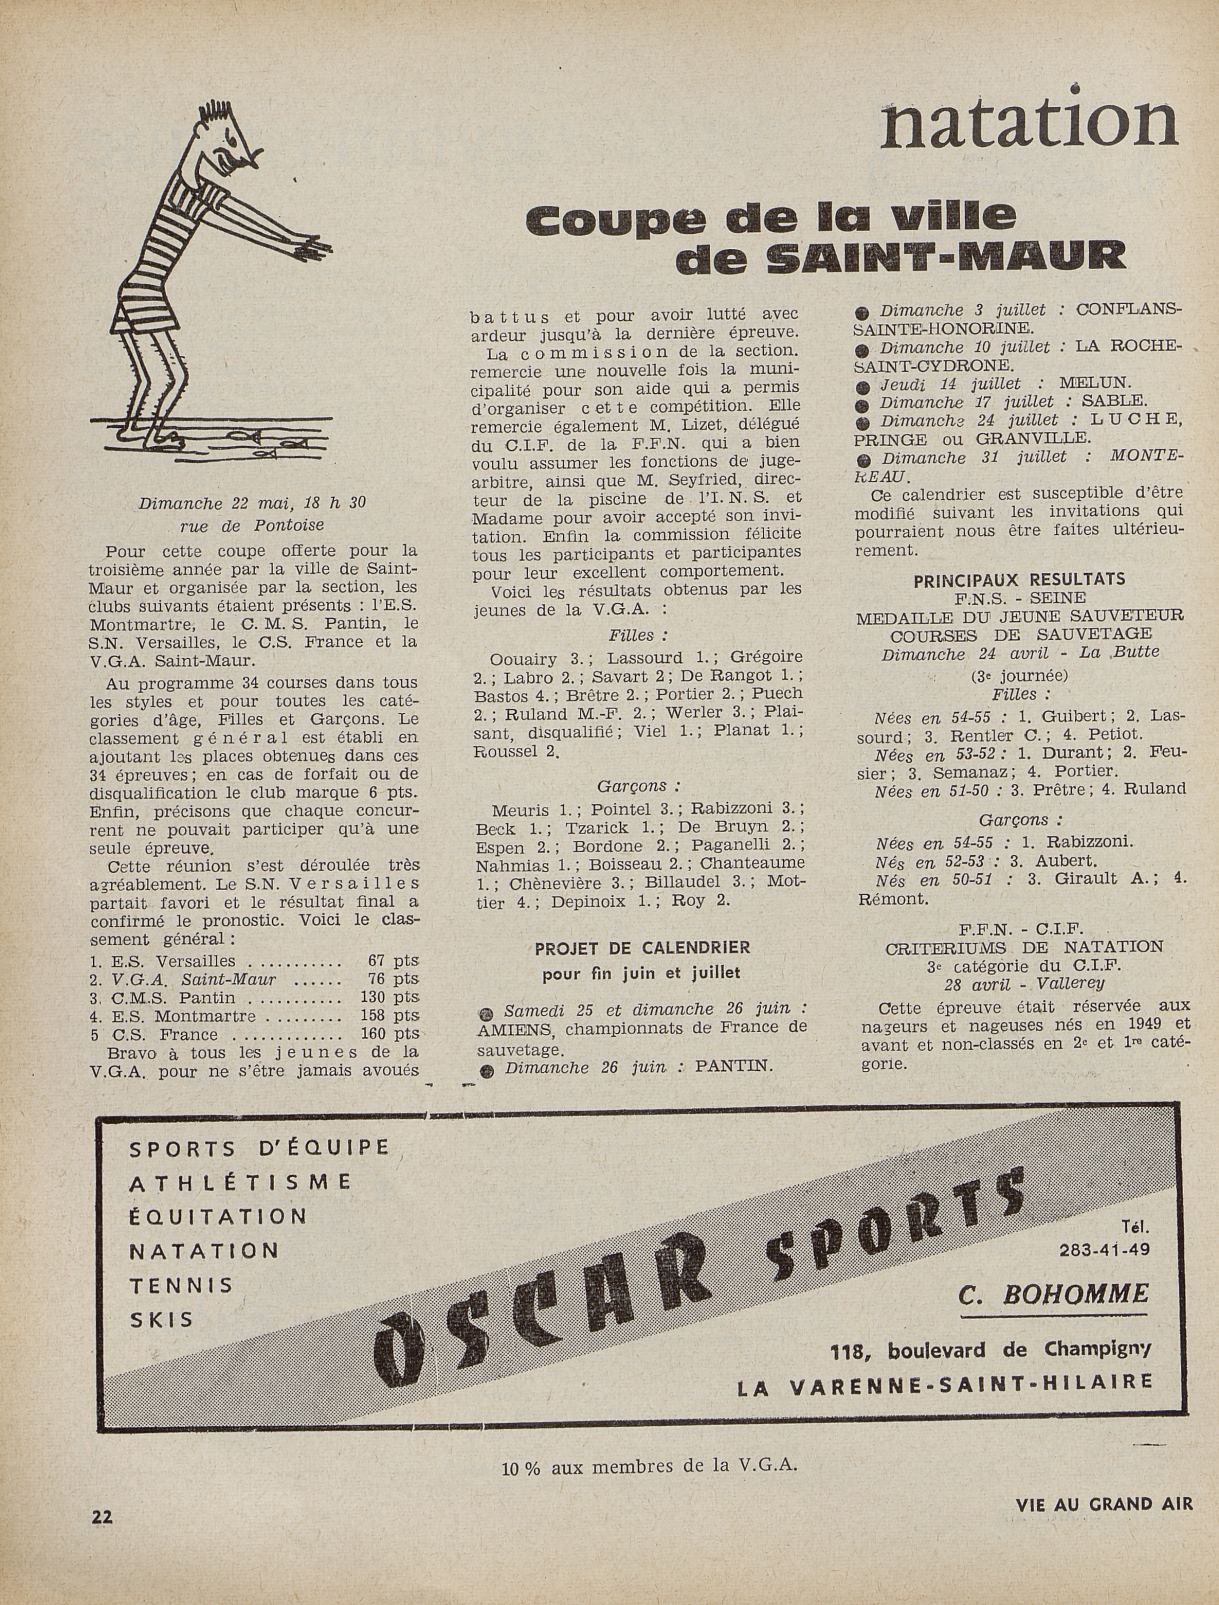 natation
Coupe de la ville
de SAINT-MAUR
Dimanche 22 mai, 18 h 30
rue de Pontoise
Pour cette coupe offerte pour la
troisième année par la ville de Saint-
Maur et organisée par la section, les
clubs suivants étaient présents : l'E.S.
Montmartre, le C. M. S. Pantin, le
S.N. Versailles, le C.S. France et la
V.G.A. Saint-Maur.
Au programme 34 courses dans tous
les styles et pour toutes les caté-
gories d'âge, Filles et Garçons. Le
classement général est établi en
ajoutant les places obtenues dans ces
34 épreuves; en cas de forfait ou de
disqualification le club marque 6 pts.
Enfin, précisons que chaque concur-
rent ne pouvait participer qu'à une
seule épreuve.
Cette réunion s'est déroulée très
agréablement. Le S.N. Versailles
partait favori et le résultat final a
confirmé le pronostic. Voici le clas-
sement général :
1. E.S. Versailles .......... 67 pts
2. V.G.A. Saint-Maur ...... 76 pts
3. C.M.S. Pantin ........... 130 pts
4. E.S. Montmartre ......... 158 pts
5 C.S. France ............ 160 pts
Bravo à tous les jeunes de la
V.G.A. pour ne s'être jamais avoués
battus et pour avoir lutté avec
ardeur jusqu'à la dernière épreuve.
La commission de la section.
remercie une nouvelle fois la muni-
cipalité pour son aide qui a permis
d'organiser cette compétition. Elle
remercie également M. Lizet, délégué
du C.I.F. de la F.F.N. qui a bien
voulu assumer les fonctions de juge-
arbitre, ainsi que M. Seyfried, direc-
teur de la piscine de l'I. N. S. et
Madame pour avoir accepté son invi-
tation. Enfin la commission félicite
tous les participants et participantes
pour leur excellent comportement.
Voici les résultats obtenus par les
jeunes de la V.G.A. :
Filles :
Oouairy 3.; Lassourd 1.; Grégoire
2.; Labro 2.; Savart 2; De Rangot 1.;
Bastos 4.; Brêtre 2.; Portier 2.; Puech
2.; Ruland M.-F. 2.; Werler 3.; Plai-
sant, disqualifié; Viel 1.; Planat 1.;
Roussel 2.
Garçons :
Meuris 1.; Pointel 3.; Rabizzoni 3.;
Beck 1.; Tzarick 1.; De Bruyn 2.;
Espen 2.; Bordone 2.; Paganelli 2.;
Nahmias 1.; Boisseau 2.; Chanteaume
1.; Chènevière 3.; Billaudel 3.; Mot-
tier 4.; Depinoix 1.; Roy 2.
PROJET DE CALENDRIER
pour fin juin et juillet
● Samedi 25 et dimanche 26 juin :
AMIENS, championnats de France de
sauvetage.
● Dimanche 26 juin : PANTIN.
● Dimanche 3 juillet : CONFLANS-
SAINTE-HONORINE.
● Dimanche 10 juillet : LA ROCHE-
SAINT-CYDRONE.
● Jeudi 14 juillet : MELUN.
● Dimanche 17 juillet : SABLE.
● Dimanche 24 juillet : LUCHE,
PRINGE ou GRANVILLE.
● Dimanche 31 juillet : MONTE-
REAU.
Ce calendrier est susceptible d'être
modifié suivant les invitations qui
pourraient nous être faites ultérieu-
rement.
PRINCIPAUX RESULTATS
F.N.S. - SEINE
MEDAILLE DU JEUNE SAUVETEUR
COURSES DE SAUVETAGE
Dimanche 24 avril - La Butte
(3e journée)
Filles :
Nées en 54-55 : 1. Guibert; 2. Las-
sourd; 3. Rentler C.; 4. Petiot.
Nées en 53-52 : 1. Durant; 2. Feu-
sier; 3. Semanaz; 4. Portier.
Nées en 51-50 : 3. Prêtre; 4. Ruland
Garçons :
Nées en 54-55 : 1. Rabizzoni.
Nés en 52-53 : 3. Aubert.
Nés en 50-51 : 3. Girault A.; 4.
Rémont.
F.F.N. - C.I.F.
CRITERIUMS DE NATATION
3e catégorie du C.I.F.
28 avril - Vallerey
Cette épreuve était réservée aux
nageurs et nageuses nés en 1949 et
avant et non-classés en 2e et 1re caté-
gorie.
SPORTS D'ÉQUIPE
ATHLÉTISME
ÉQUITATION
NATATION
TENNIS
SKIS
OSCAR SPORTS
Tél.
283-41-49
C. BOHOMME
118, boulevard de Champigny
LA VARENNE-SAINT-HILAIRE
10 % aux membres de la V.G.A.
22
VIE AU GRAND AIR